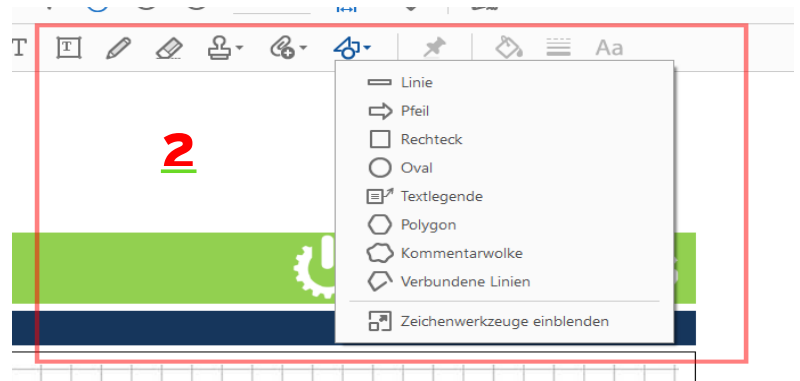 T T Aa
2
Linie
Pfeil
Rechteck
Oval
Textlegende
Polygon
Kommentarwolke
Verbundene Linien
Zeichenwerkzeuge einblenden